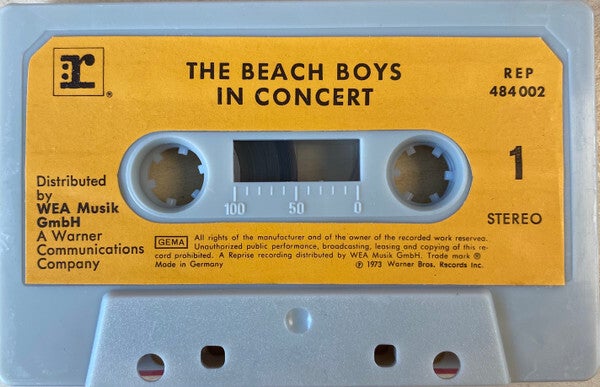 r
®
THE BEACH BOYS
IN CONCERT
REP
484 002
1
STEREO
Distributed
by
WEA Musik
GmbH
A Warner
Communications
Company
100 50 0
GEMA
All rights of the manufacturer and of the owner of the recorded work reserved.
Unauthorized public performance, broadcasting, leasing and copying of this re-
cord prohibited. A Reprise recording distributed by WEA Musik GmbH. Trade mark ®
Made in Germany
℗ 1973 Warner Bros. Records Inc.